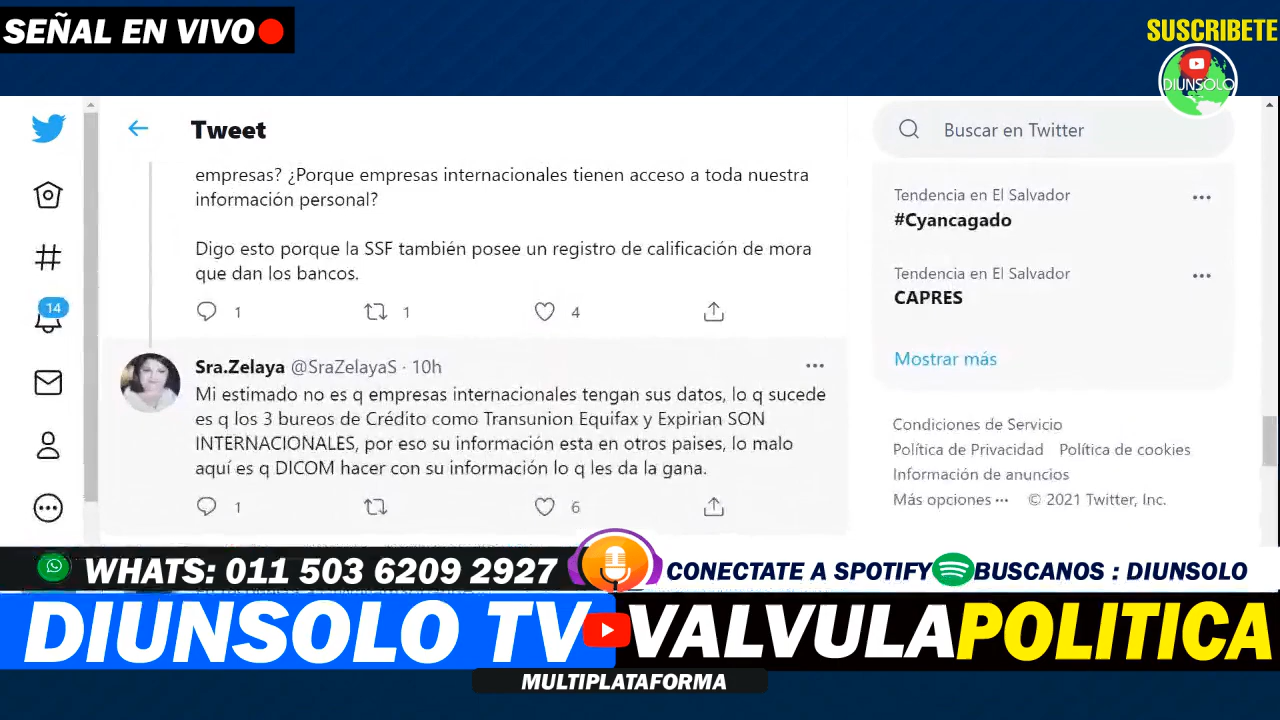 SEÑAL EN VIVO
SUSCRIBETE
DIUNSOLO
Tweet
Buscar en Twitter
empresas? ¿Porque empresas internacionales tienen acceso a toda nuestra
información personal?
Digo esto porque la SSF también posee un registro de calificación de mora
que dan los bancos.
1
1
4
Sra.Zelaya @SraZelayaS · 10h
Mi estimado no es q empresas internacionales tengan sus datos, lo q sucede
es q los 3 bureos de Crédito como Transunion Equifax y Expirian SON
INTERNACIONALES, por eso su información esta en otros paises, lo malo
aquí es q DICOM hacer con su información lo q les da la gana.
1
6
14
Tendencia en El Salvador
#Cyancagado
Tendencia en El Salvador
CAPRES
Mostrar más
Condiciones de Servicio
Política de Privacidad Política de cookies
Información de anuncios
Más opciones ··· © 2021 Twitter, Inc.
WHATS: 011 503 6209 2927
CONECTATE A SPOTIFY BUSCANOS : DIUNSOLO
DIUNSOLO TV VALVULA POLITICA
MULTIPLATAFORMA